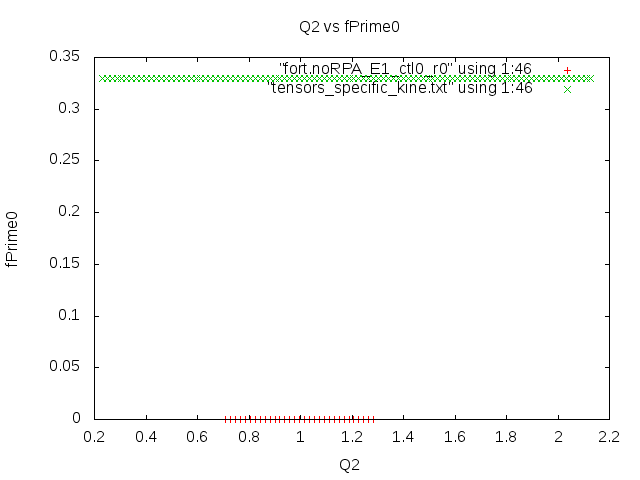 Q2 vs fPrime0
0.35
"fort.noRPA_E1_ctl0_r0" using 1:46
"tensors_specific_kine.txt" using 1:46
0.3
0.25
0.2
fPrime0
0.15
0.1
0.05
0
0.2 0.4 0.6 0.8 1 1.2 1.4 1.6 1.8 2 2.2
Q2